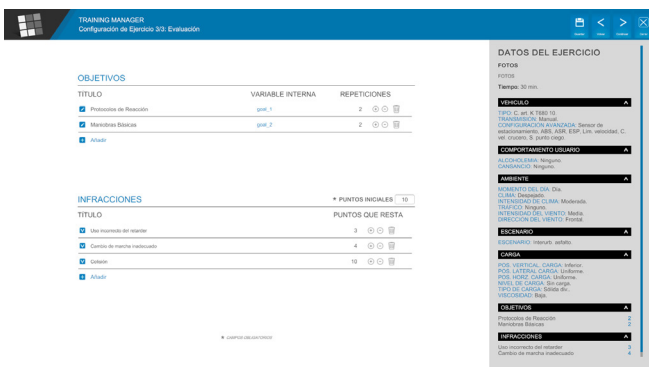 TRAINING MANAGER
Configuración de Ejercicio 3/3: Evaluación
OBJETIVOS
TÍTULO VARIABLE INTERNA REPETICIONES
Protocolos de Reacción goal_1 2
Maniobras Básicas goal_2 2
Añadir
INFRACCIONES * PUNTOS INICIALES 10
TÍTULO PUNTOS QUE RESTA
Uso incorrecto del retarder 3
Cambio de marcha inadecuado 4
Colisión 10
Añadir
* CAMPOS OBLIGATORIOS
DATOS DEL EJERCICIO
FOTOS
FOTOS
Tiempo: 30 min.
VEHICULO
TIPO: C. art. K T880 10.
TRANSMISION: Manual.
CONFIGURACIÓN AVANZADA: Sensor de
estacionamiento, ABS, ASR, ESP, Lim. velocidad, C.
vel. crucero, S. punto ciego.
COMPORTAMIENTO USUARIO
ALCOHOLEMIA: Ninguno.
CANSANCIO: Ninguno.
AMBIENTE
MOMENTO DEL DÍA: Día.
CLIMA: Despejado.
INTENSIDAD DE CLIMA: Moderada.
TRÁFICO: Ninguno.
INTENSIDAD DEL VIENTO: Media.
DIRECCIÓN DEL VIENTO: Frontal.
ESCENARIO
ESCENARIO: Interurb. asfalto.
CARGA
POS. VERTICAL. CARGA: Inferior.
POS. LATERAL CARGA: Uniforme.
POS. HORZ. CARGA: Uniforme.
NIVEL DE CARGA: Sin carga.
TIPO DE CARGA: Sólida div..
VISCOSIDAD: Baja.
OBJETIVOS
Protocolos de Reacción 2
Maniobras Básicas 2
INFRACCIONES
Uso incorrecto del retarder 3
Cambio de marcha inadecuado 4